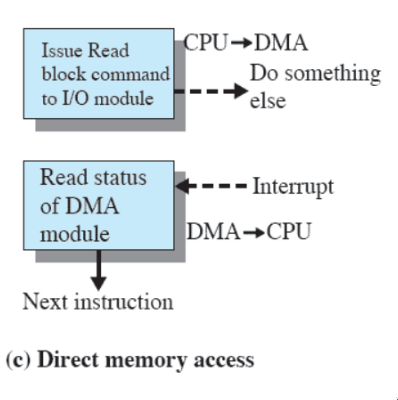 Issue Read
block command
to I/O module
CPU→DMA
Do something
else
Read status
of DMA
module
Interrupt
DMA→CPU
Next instruction
(c) Direct memory access